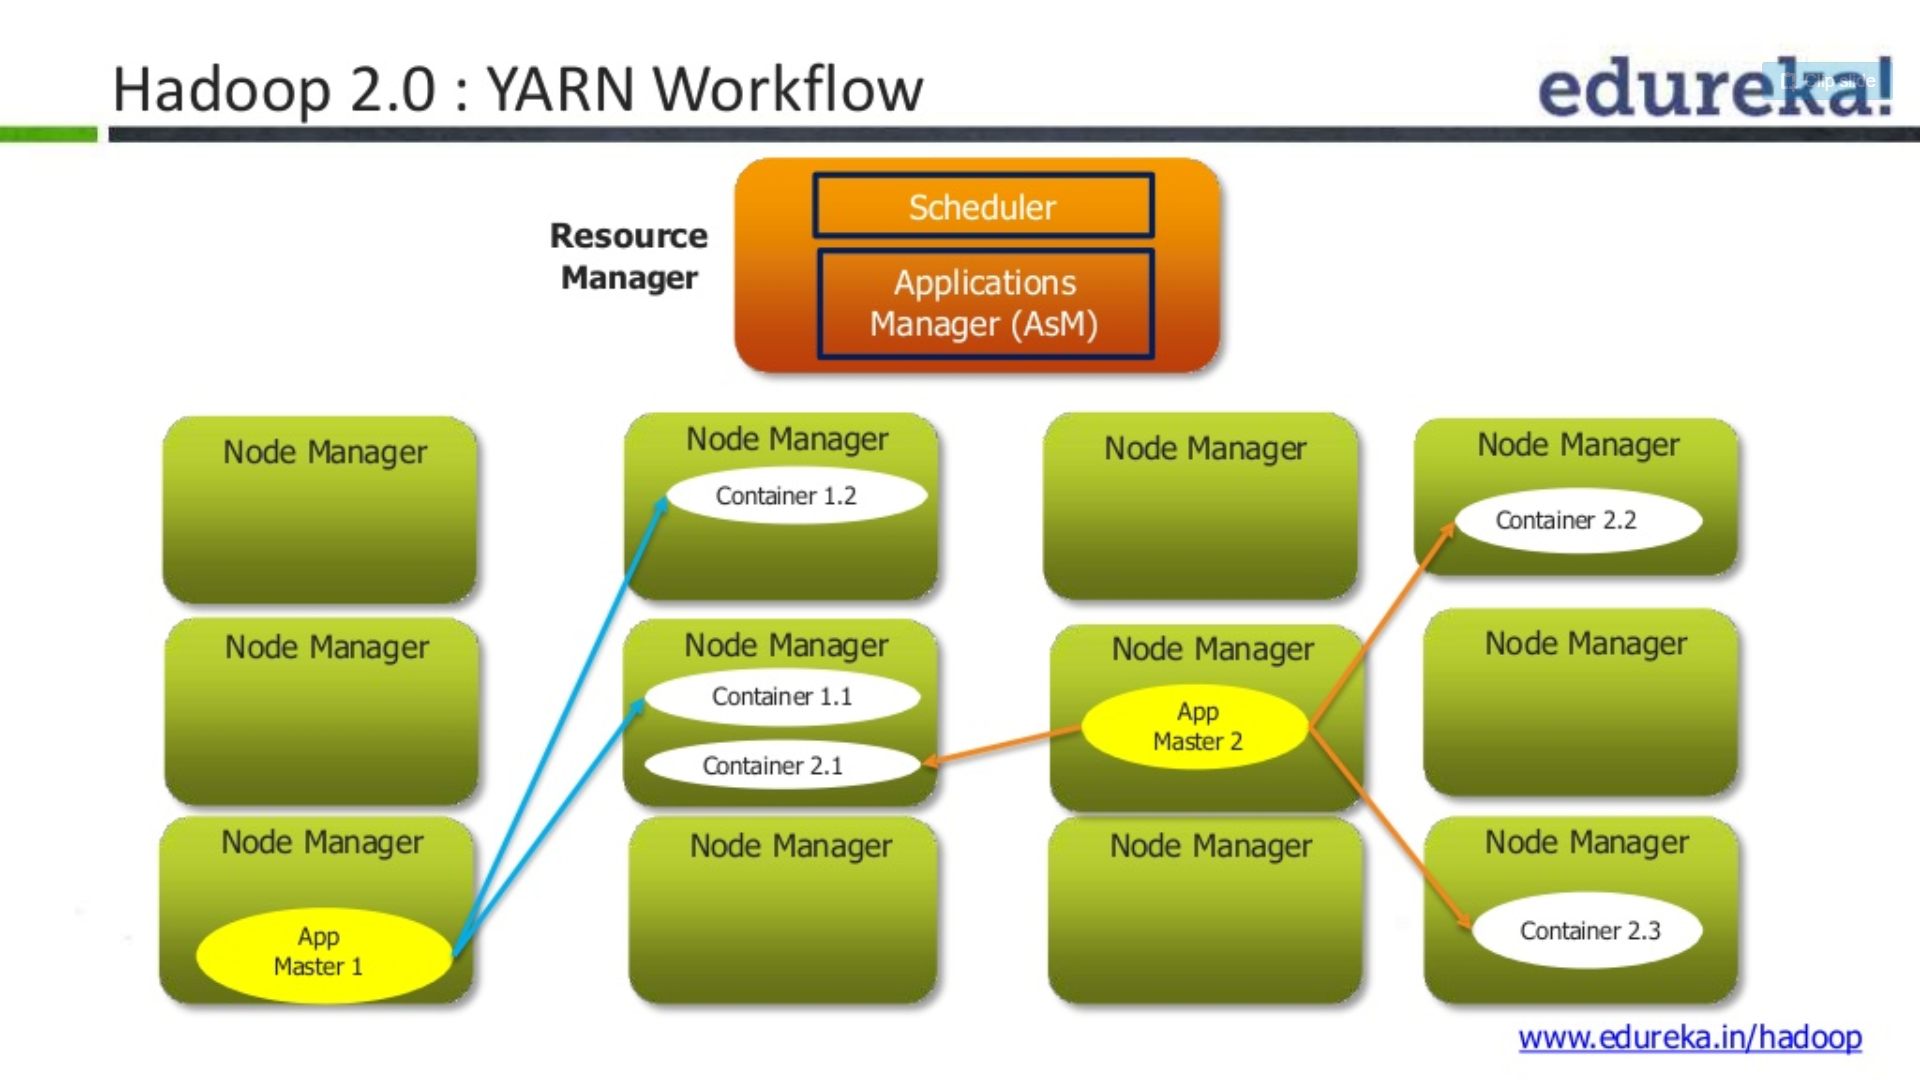 Hadoop 2.0 : YARN Workflow
edureka!
Clip slide
Resource
Manager
Scheduler
Applications
Manager (AsM)
Node Manager
Node Manager
Container 1.2
Node Manager
Node Manager
Container 2.2
Node Manager
Node Manager
Container 1.1
Container 2.1
Node Manager
App
Master 2
Node Manager
Node Manager
App
Master 1
Node Manager
Node Manager
Node Manager
Container 2.3
www.edureka.in/hadoop